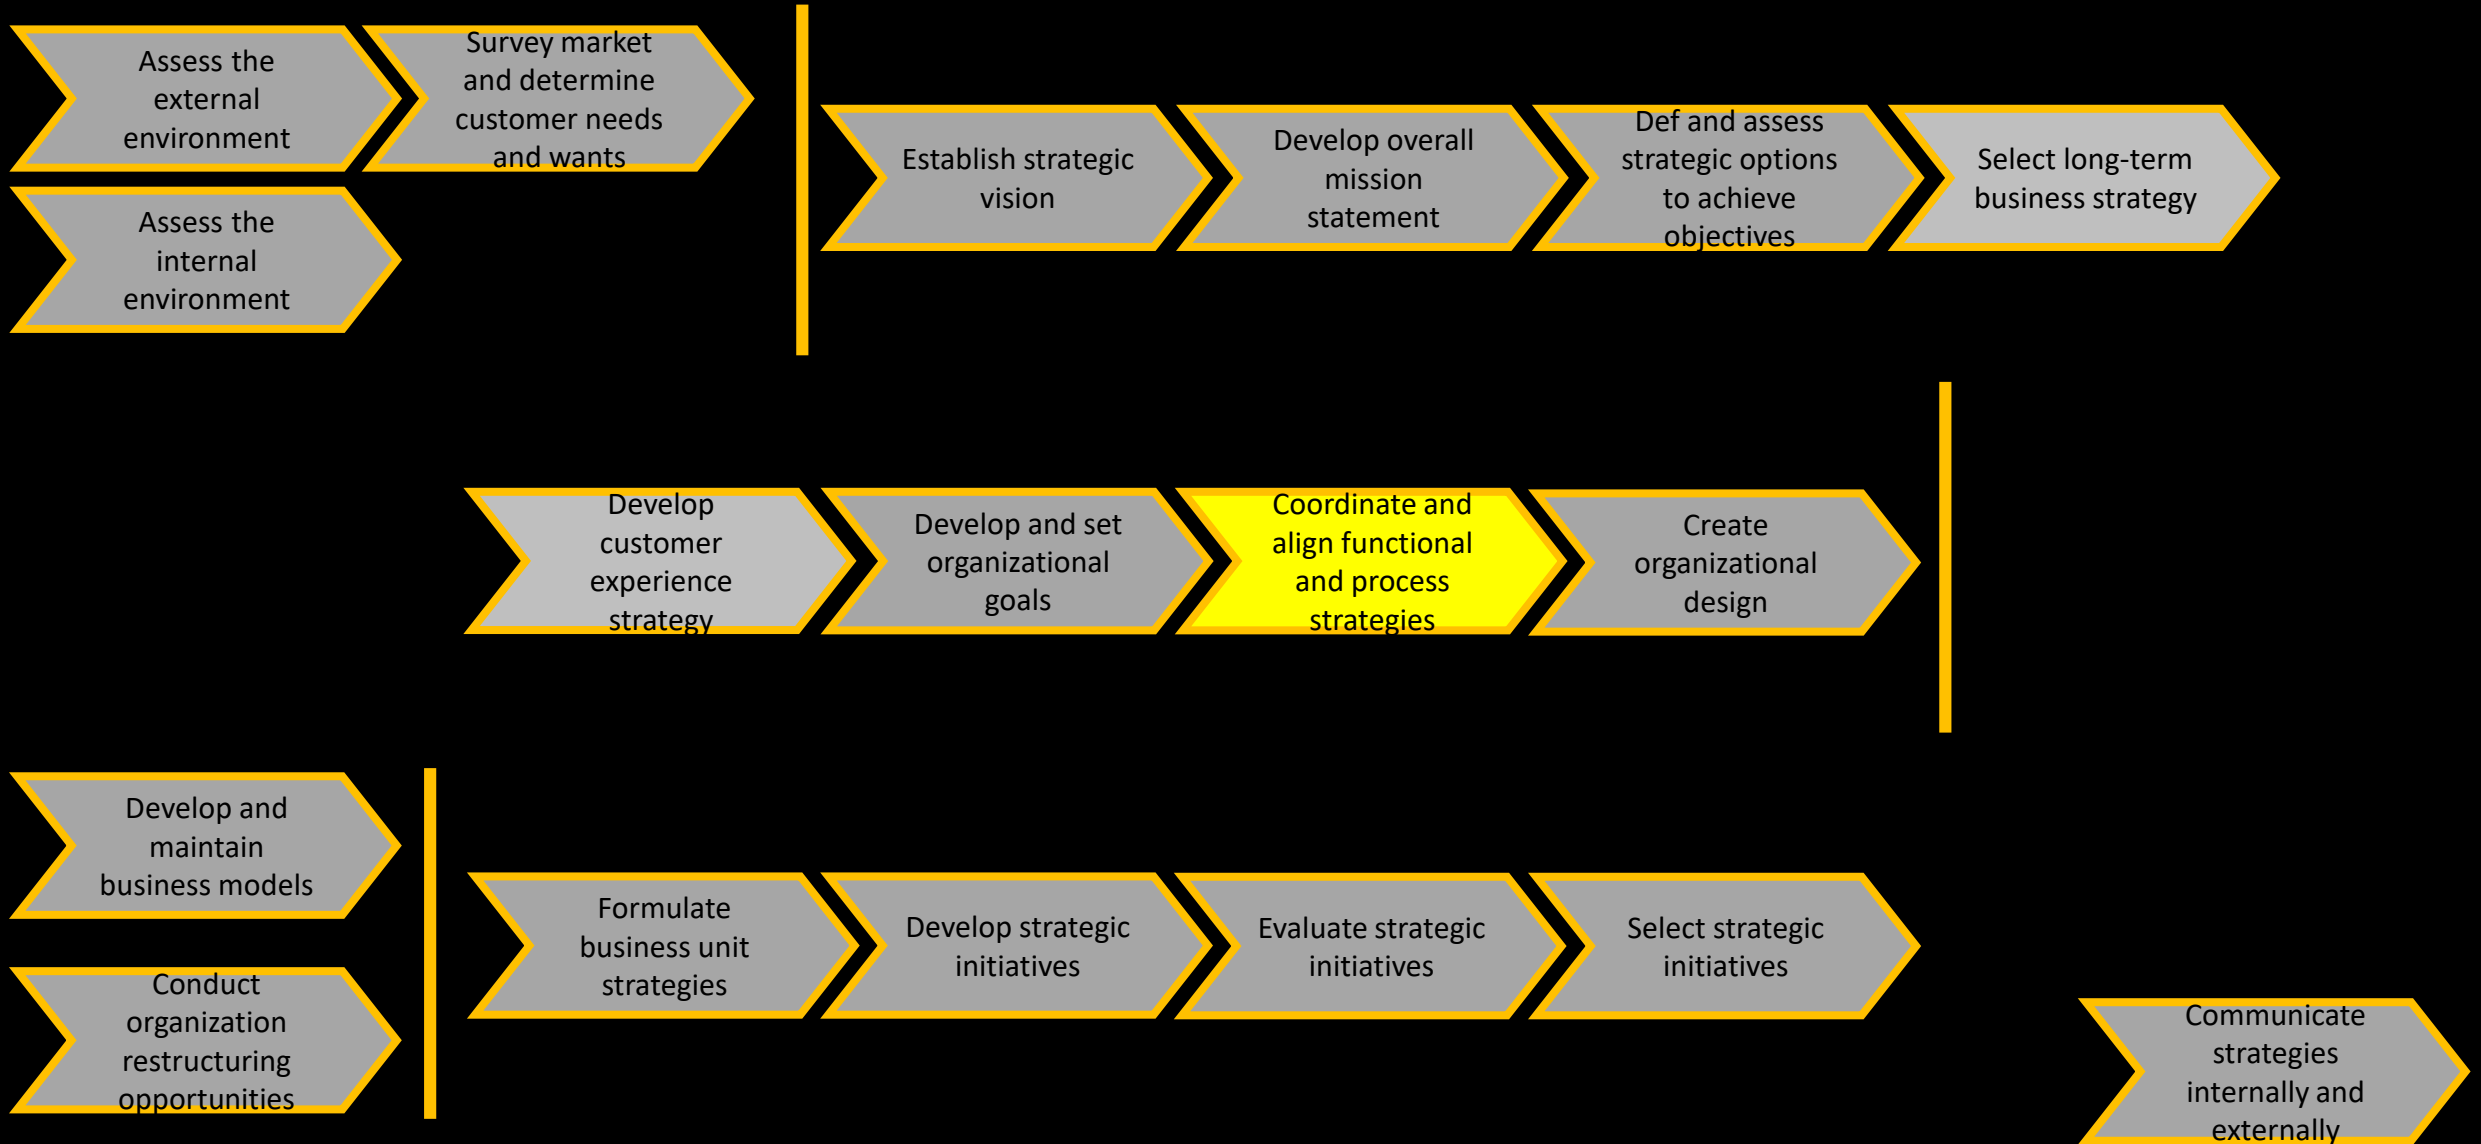 Assess the
external
environment
Survey market
and determine
customer needs
and wants
Assess the
internal
environment
Establish strategic
vision
Develop overall
mission
statement
Def and assess
strategic options
to achieve
objectives
Select long-term
business strategy
Develop
customer
experience
strategy
Develop and set
organizational
goals
Coordinate and
align functional
and process
strategies
Create
organizational
design
Develop and
maintain
business models
Conduct
organization
restructuring
opportunities
Formulate
business unit
strategies
Develop strategic
initiatives
Evaluate strategic
initiatives
Select strategic
initiatives
Communicate
strategies
internally and
externally